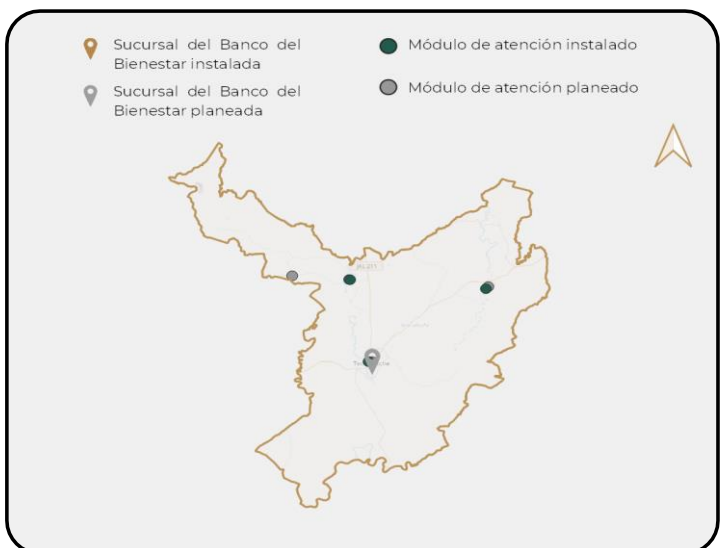 Sucursal del Banco del
Bienestar instalada
Sucursal del Banco del
Bienestar planeada
Módulo de atención instalado
Módulo de atención planeado